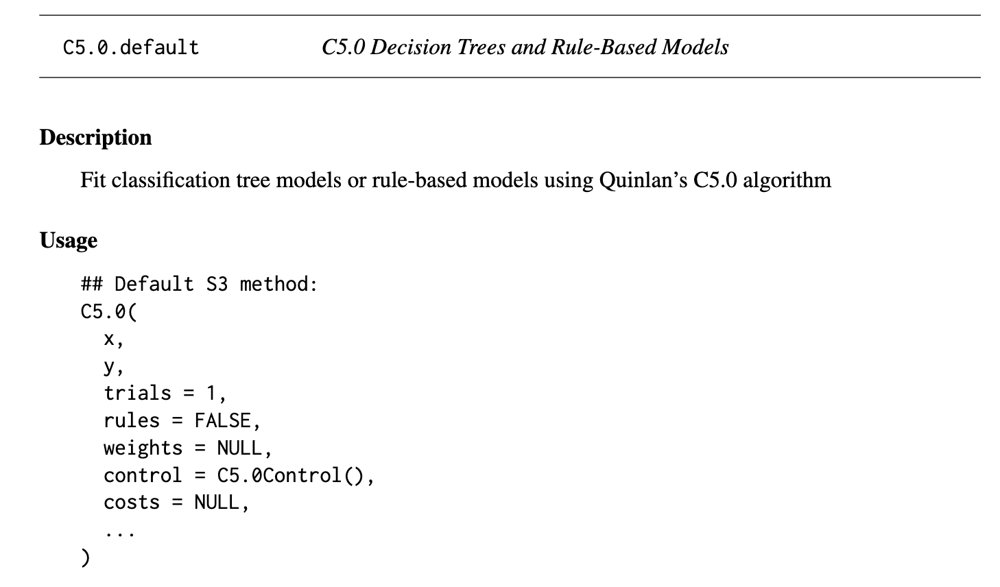 C5.0.default C5.0 Decision Trees and Rule-Based Models
Description
Fit classification tree models or rule-based models using Quinlan’s C5.0 algorithm
Usage
## Default S3 method:
C5.0(
  x,
  y,
  trials = 1,
  rules = FALSE,
  weights = NULL,
  control = C5.0Control(),
  costs = NULL,
  ...
)